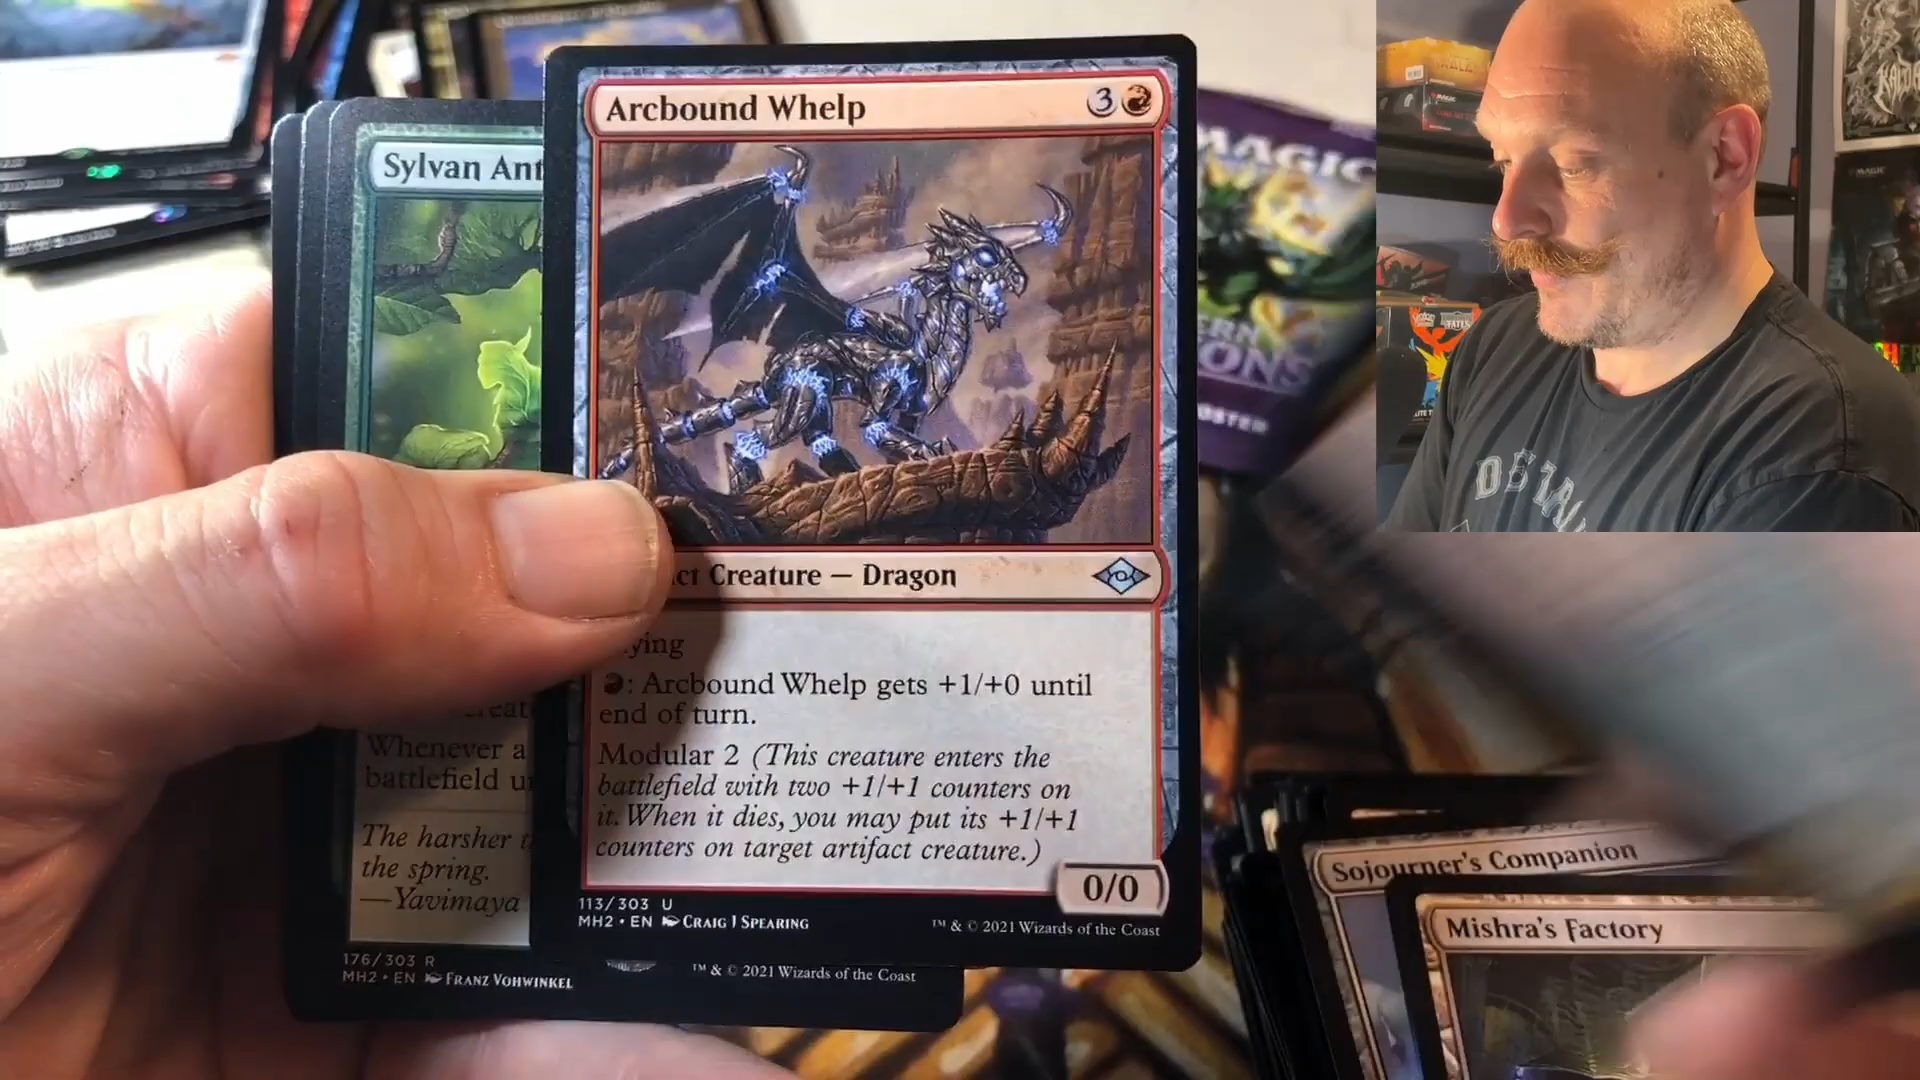 Arcbound Whelp
3
Sylvan Ant
MAGIC
Creature — Dragon
ying
: Arcbound Whelp gets +1/+0 until
end of turn.
Modular 2 (This creature enters the
battlefield with two +1/+1 counters on
it. When it dies, you may put its +1/+1
counters on target artifact creature.)
0/0
113/303 U
MH2 • EN CRAIG J SPEARING
™ & © 2021 Wizards of the Coast
Whenever a
battlefield u
The harsher t
the spring.
—Yavimaya
176/303 R
MH2 • EN FRANZ VOHWINKEL
™ & © 2021 Wizards of the Coast
Sojourner's Companion
Mishra's Factory
MAGIC